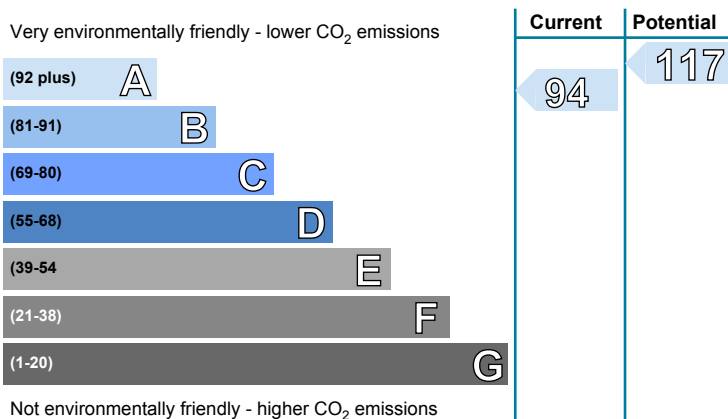 Very environmentally friendly - lower CO₂ emissions
Current
Potential
(92 plus) A
(81-91) B
(69-80) C
(55-68) D
(39-54 E
(21-38) F
(1-20) G
94
117
Not environmentally friendly - higher CO₂ emissions